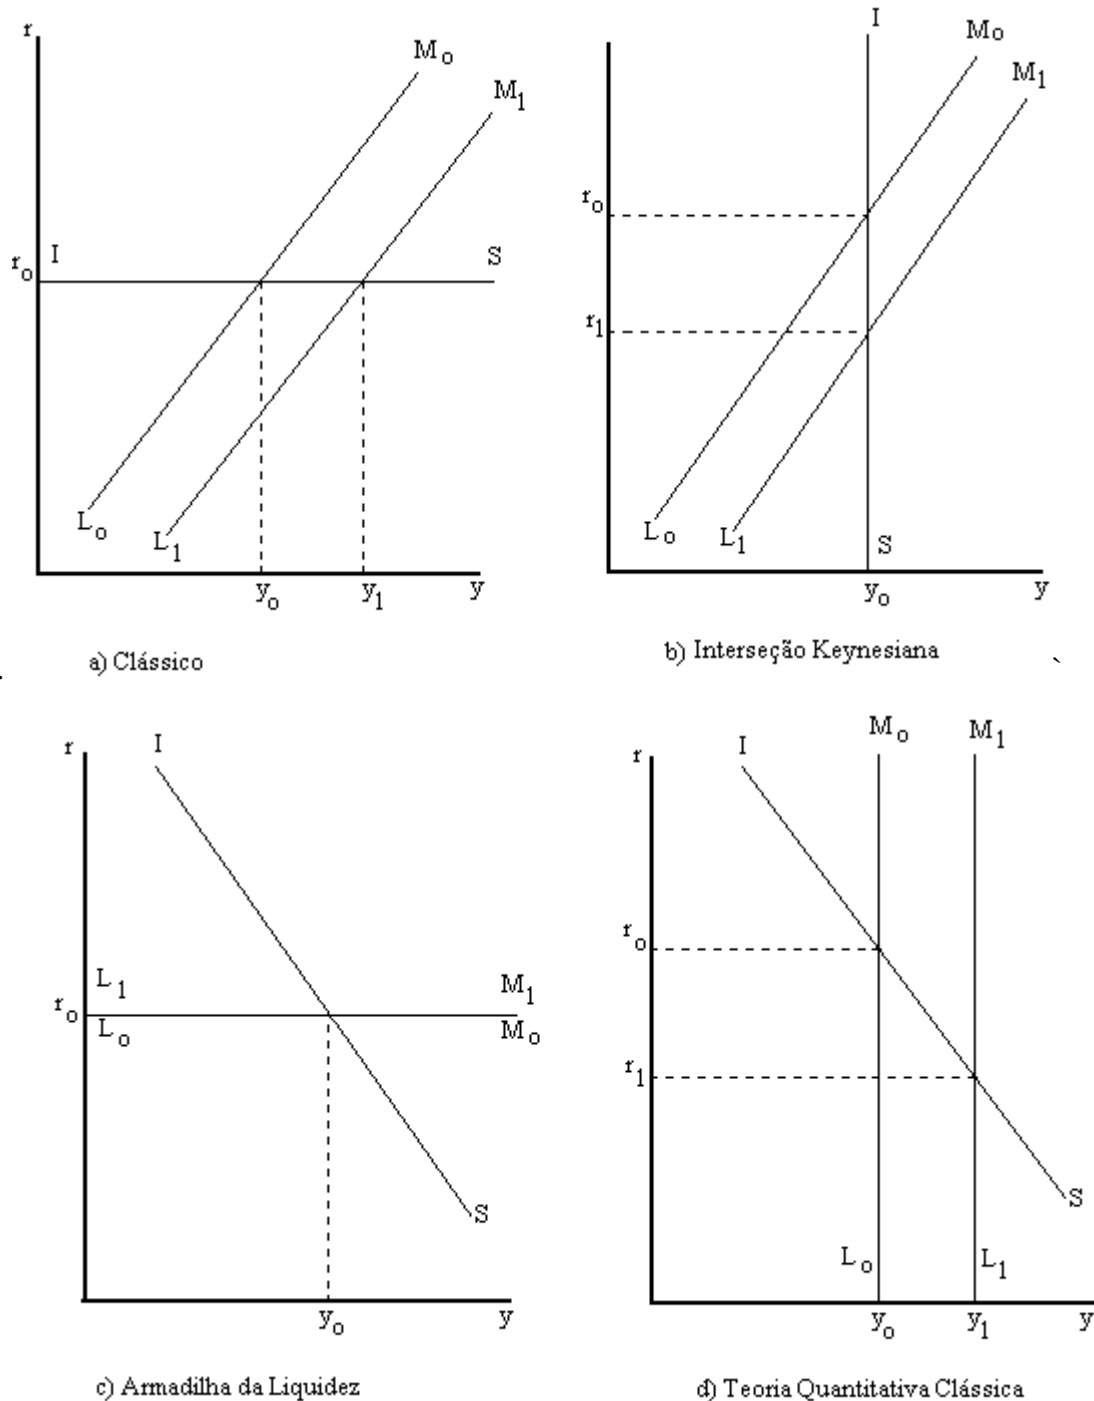 r
M₀
M₁
I
S
r₀
L₀
L₁
y₀
y₁
y
a) Clássico
I
M₀
M₁
r₀
r₁
L₀
L₁
S
y₀
y
b) Interseção Keynesiana
r
I
L₁
M₁
r₀
L₀
M₀
S
y₀
y
c) Armadilha da Liquidez
r
I
M₀
M₁
r₀
r₁
S
L₀
L₁
y₀
y₁
y
d) Teoria Quantitativa Clássica